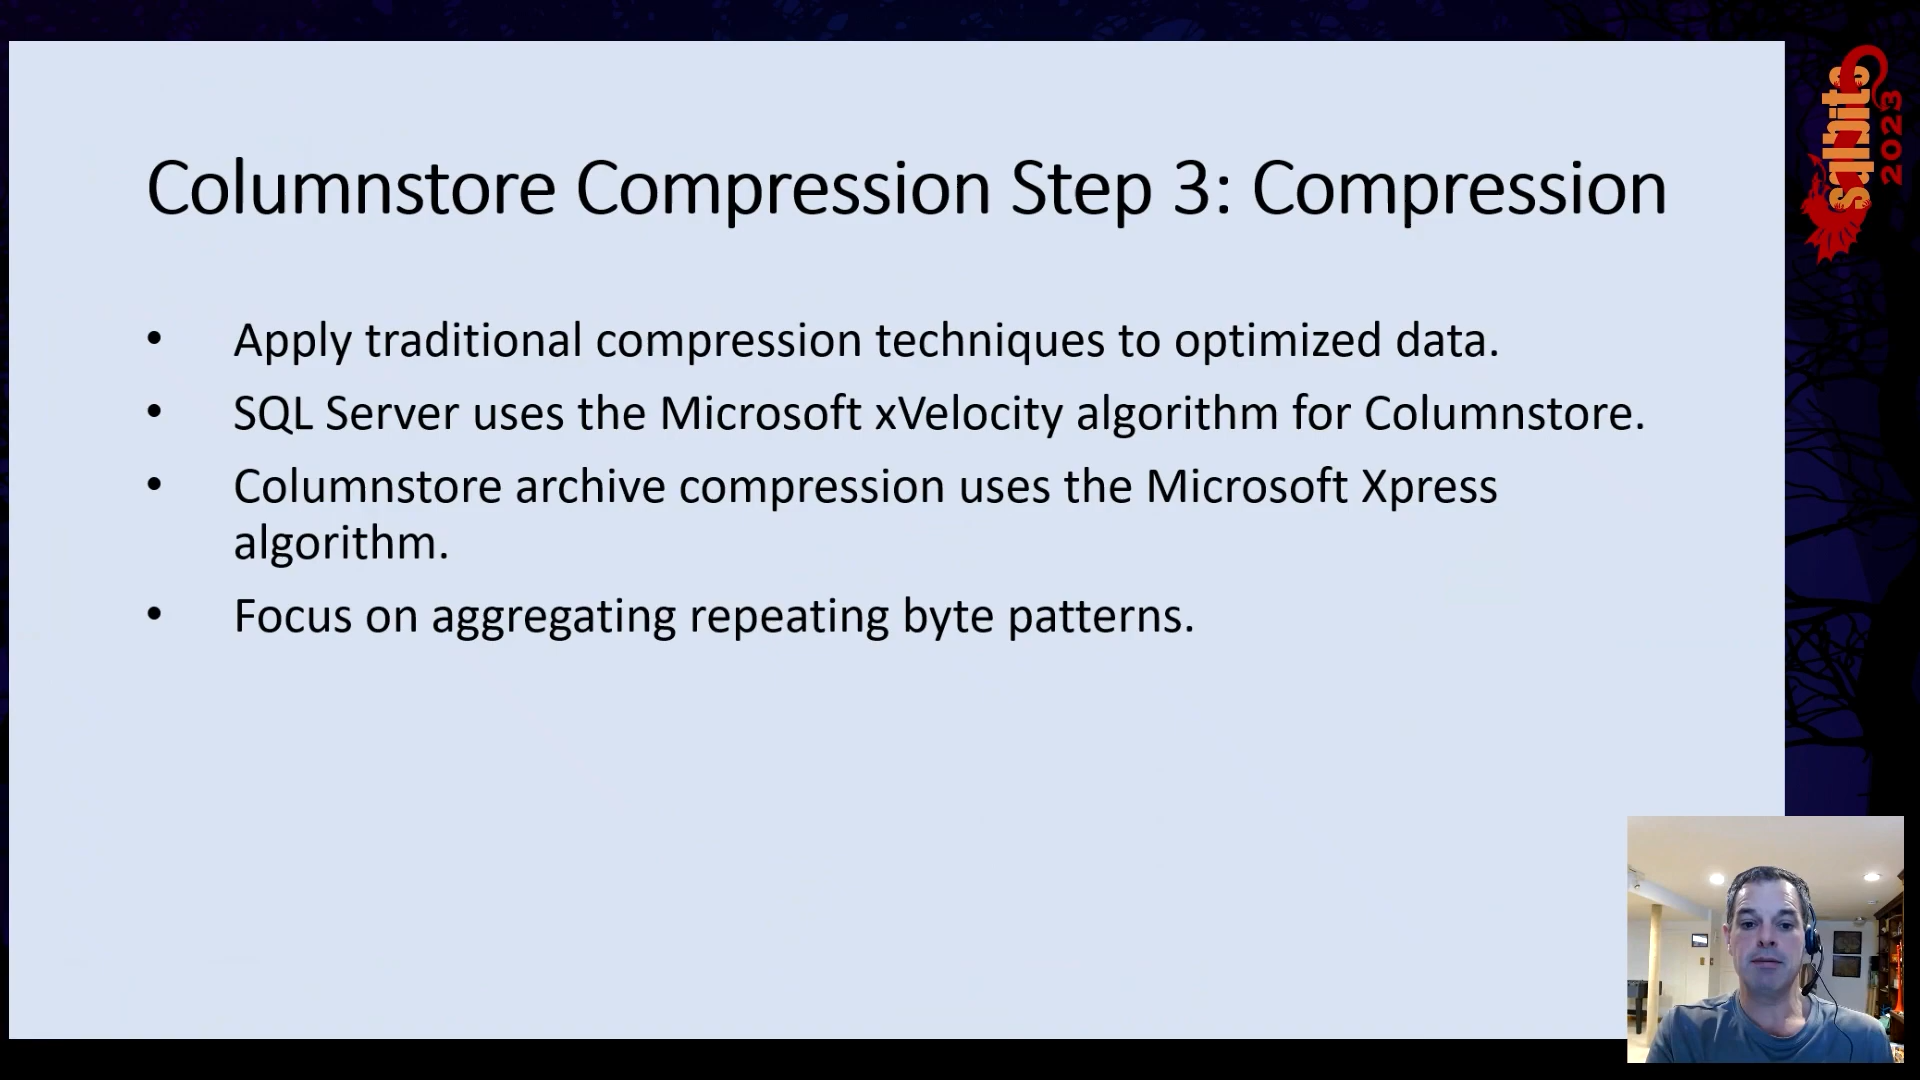 Columnstore Compression Step 3: Compression
• Apply traditional compression techniques to optimized data.
• SQL Server uses the Microsoft xVelocity algorithm for Columnstore.
• Columnstore archive compression uses the Microsoft Xpress
algorithm.
• Focus on aggregating repeating byte patterns.
sqlbits
2023